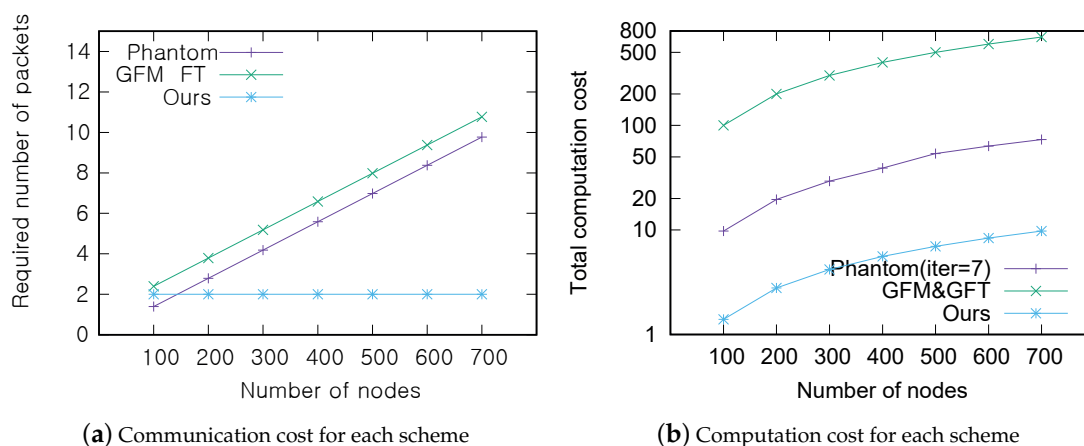 Required number of packets
14
12
10
8
6
4
2
0
Phantom
GFM FT
Ours
100 200 300 400 500 600 700
Number of nodes
(a) Communication cost for each scheme
Total computation cost
800
500
200
100
50
20
10
1
Phantom(iter=7)
GFM&GFT
Ours
100 200 300 400 500 600 700
Number of nodes
(b) Computation cost for each scheme